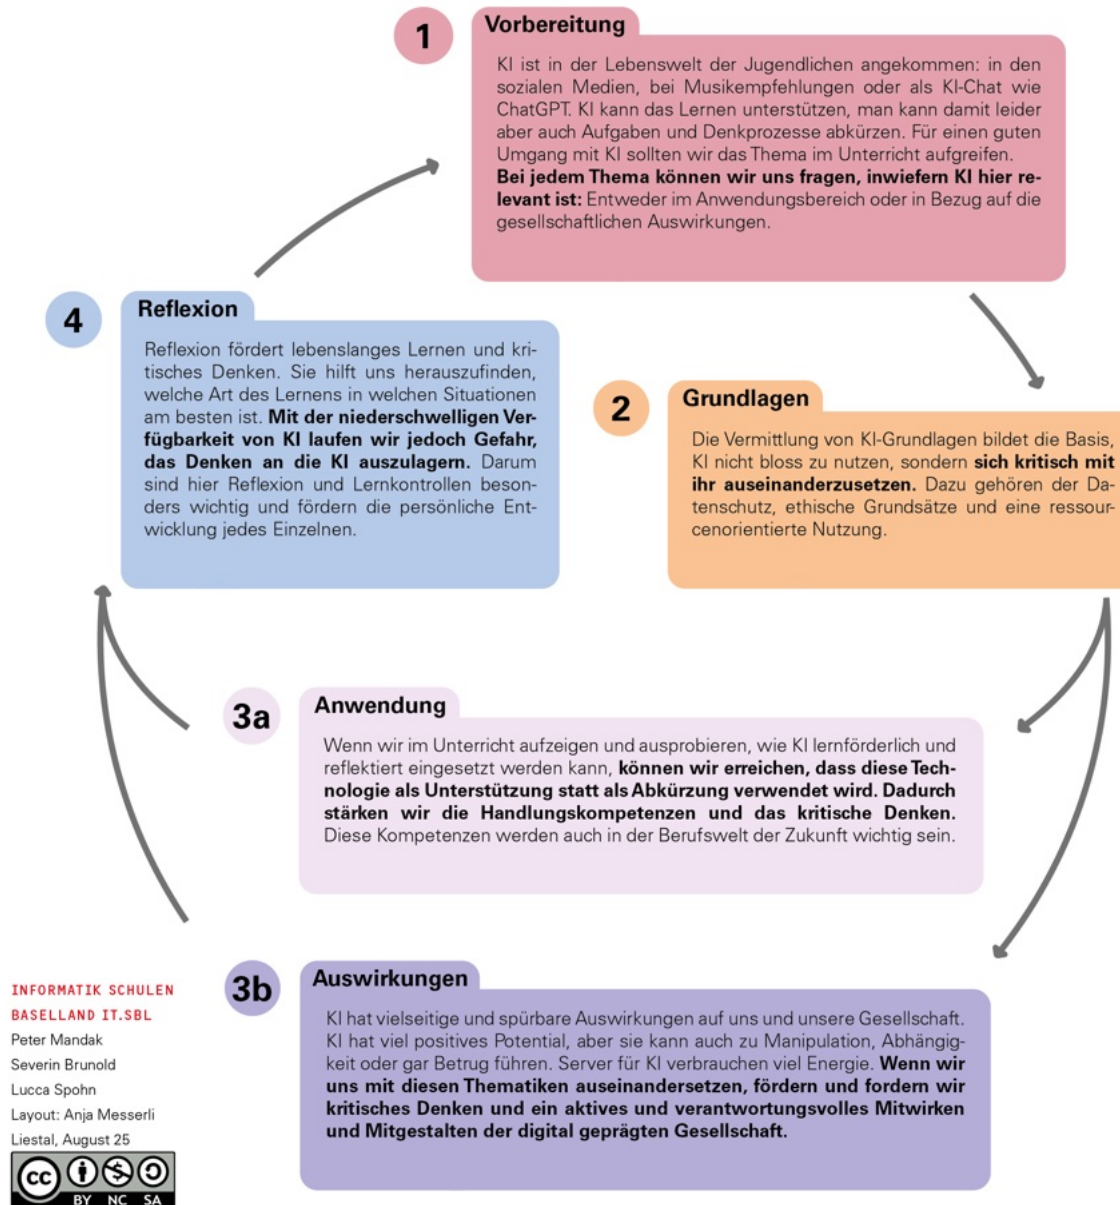 1
Vorbereitung
KI ist in der Lebenswelt der Jugendlichen angekommen: in den
sozialen Medien, bei Musikempfehlungen oder als KI-Chat wie
ChatGPT. KI kann das Lernen unterstützen, man kann damit leider
aber auch Aufgaben und Denkprozesse abkürzen. Für einen guten
Umgang mit KI sollten wir das Thema im Unterricht aufgreifen.
Bei jedem Thema können wir uns fragen, inwiefern KI hier re-
levant ist: Entweder im Anwendungsbereich oder in Bezug auf die
gesellschaftlichen Auswirkungen.
4
Reflexion
Reflexion fördert lebenslanges Lernen und kri-
tisches Denken. Sie hilft uns herauszufinden,
welche Art des Lernens in welchen Situationen
am besten ist. Mit der niederschwelligen Ver-
fügbarkeit von KI laufen wir jedoch Gefahr,
das Denken an die KI auszulagern. Darum
sind hier Reflexion und Lernkontrollen beson-
ders wichtig und fördern die persönliche Ent-
wicklung jedes Einzelnen.
2
Grundlagen
Die Vermittlung von KI-Grundlagen bildet die Basis,
KI nicht bloss zu nutzen, sondern sich kritisch mit
ihr auseinanderzusetzen. Dazu gehören der Da-
tenschutz, ethische Grundsätze und eine ressour-
cenorientierte Nutzung.
3a
Anwendung
Wenn wir im Unterricht aufzeigen und ausprobieren, wie KI lernförderlich und
reflektiert eingesetzt werden kann, können wir erreichen, dass diese Tech-
nologie als Unterstützung statt als Abkürzung verwendet wird. Dadurch
stärken wir die Handlungskompetenzen und das kritische Denken.
Diese Kompetenzen werden auch in der Berufswelt der Zukunft wichtig sein.
3b
Auswirkungen
KI hat vielseitige und spürbare Auswirkungen auf uns und unsere Gesellschaft.
KI hat viel positives Potential, aber sie kann auch zu Manipulation, Abhängig-
keit oder gar Betrug führen. Server für KI verbrauchen viel Energie. Wenn wir
uns mit diesen Thematiken auseinandersetzen, fördern und fordern wir
kritisches Denken und ein aktives und verantwortungsvolles Mitwirken
und Mitgestalten der digital geprägten Gesellschaft.
INFORMATIK SCHULEN
BASELLAND IT.SBL
Peter Mandak
Severin Brunold
Lucca Spohn
Layout: Anja Messerli
Liestal, August 25
cc
BY NC SA